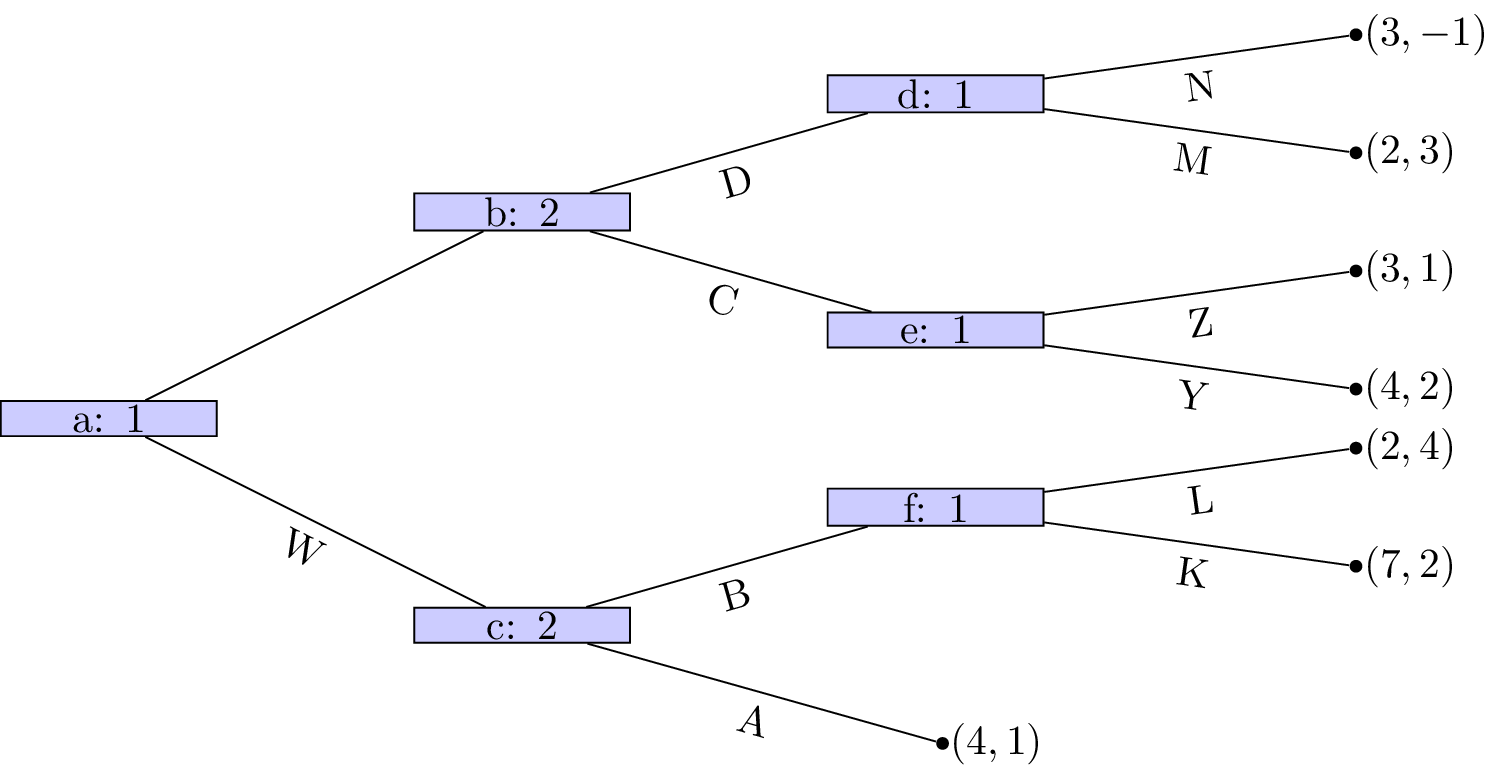 (3, −1)
N
d: 1
M
(2, 3)
D
b: 2
C
(3, 1)
Z
e: 1
Y
(4, 2)
a: 1
W
(2, 4)
L
f: 1
K
(7, 2)
B
c: 2
A
(4, 1)